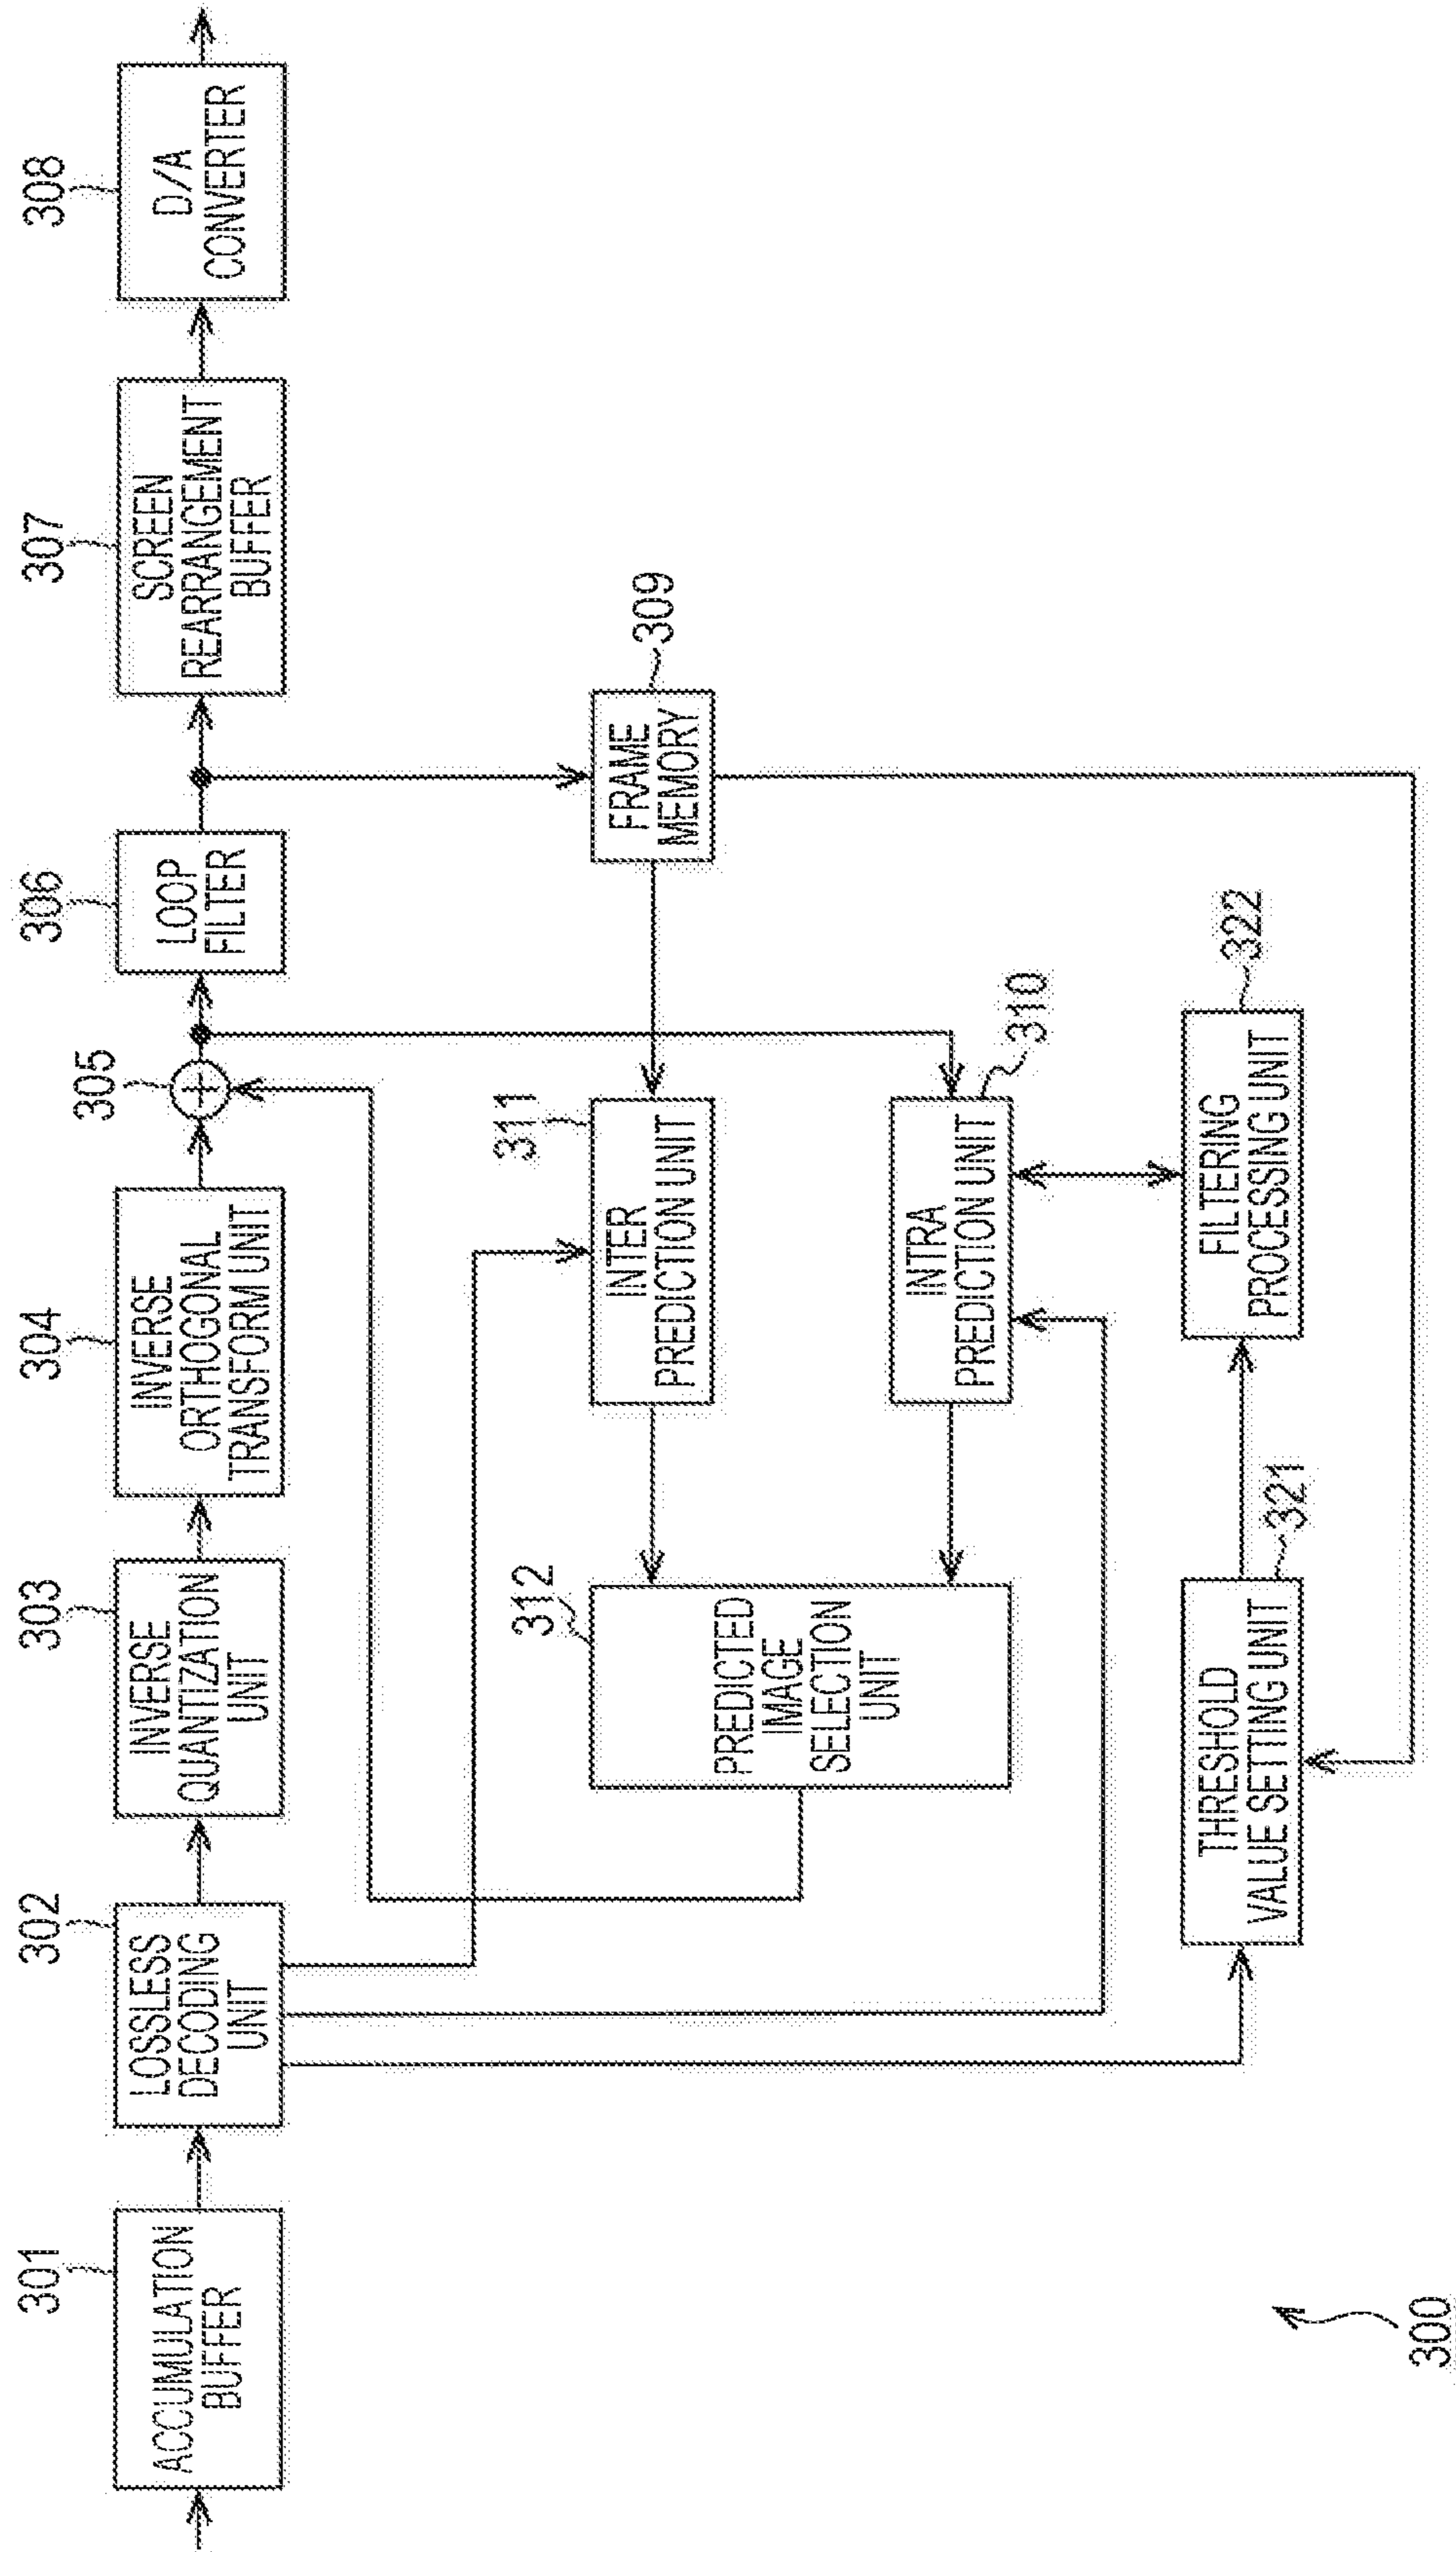 301
ACCUMULATION
BUFFER
302
LOSSLESS
DECODING
UNIT
303
INVERSE
QUANTIZATION
UNIT
304
INVERSE
ORTHOGONAL
TRANSFORM UNIT
305
306
LOOP
FILTER
307
SCREEN
REARRANGEMENT
BUFFER
308
D/A
CONVERTER
309
FRAME
MEMORY
311
INTER
PREDICTION UNIT
312
PREDICTED
IMAGE
SELECTION
UNIT
310
INTRA
PREDICTION UNIT
321
THRESHOLD
VALUE SETTING UNIT
322
FILTERING
PROCESSING UNIT
300